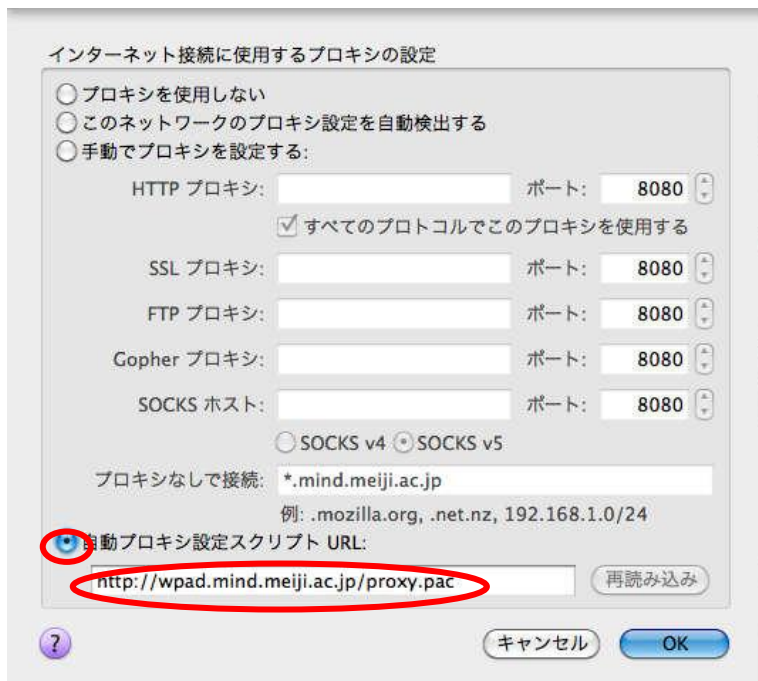 インターネット接続に使用するプロキシの設定
プロキシを使用しない
このネットワークのプロキシ設定を自動検出する
手動でプロキシを設定する:
HTTP プロキシ: ポート: 8080
すべてのプロトコルでこのプロキシを使用する
SSL プロキシ: ポート: 8080
FTP プロキシ: ポート: 8080
Gopher プロキシ: ポート: 8080
SOCKS ホスト: ポート: 8080
SOCKS v4 SOCKS v5
プロキシなしで接続: *.mind.meiji.ac.jp
例: .mozilla.org, .net.nz, 192.168.1.0/24
自動プロキシ設定スクリプト URL:
http://wpad.mind.meiji.ac.jp/proxy.pac 再読み込み
? キャンセル OK